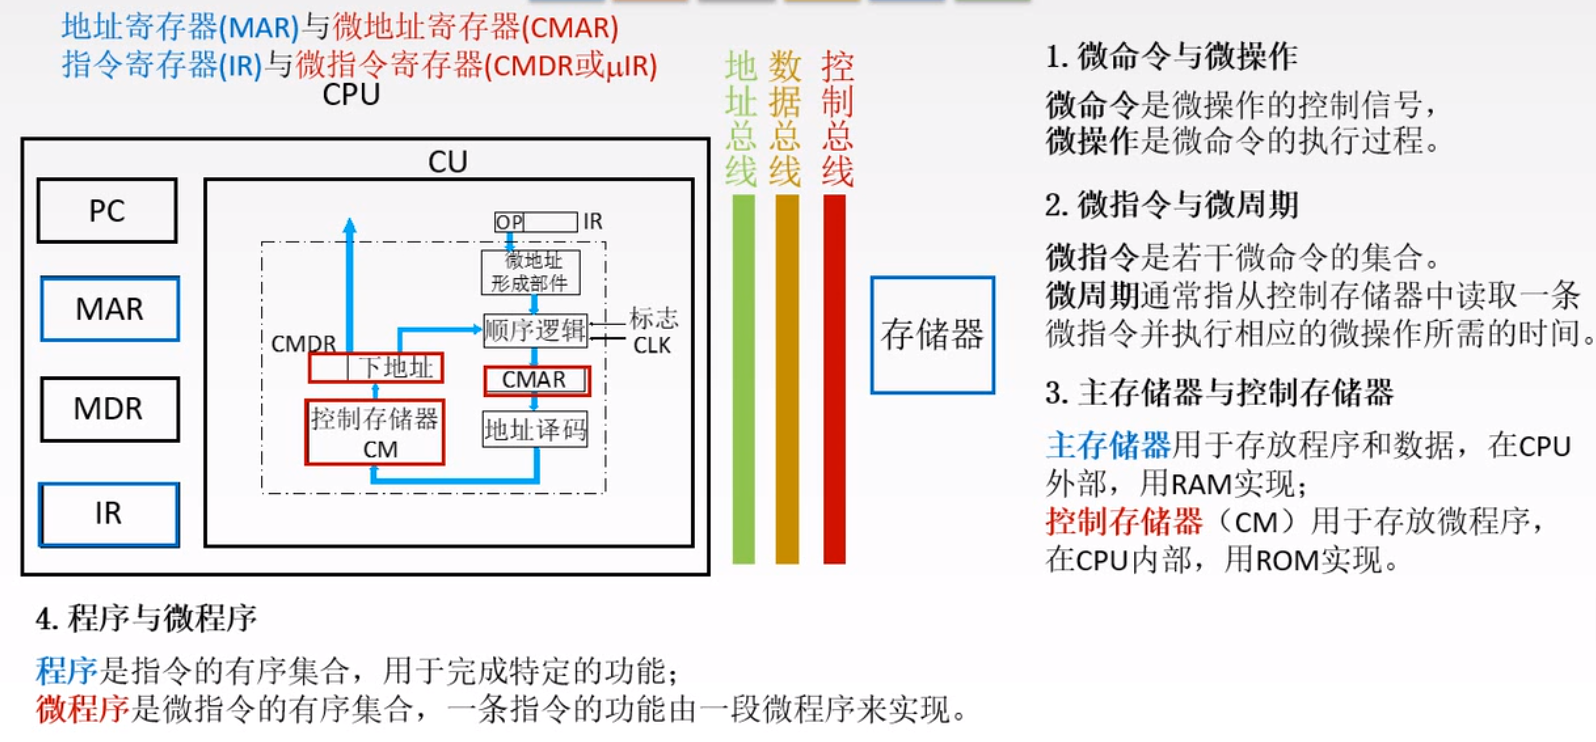 地址寄存器(MAR)与微地址寄存器(CMAR)
指令寄存器(IR)与微指令寄存器(CMDR或μIR)
CPU
CU
PC
MAR
MDR
IR
OP
IR
微地址
形成部件
顺序逻辑
标志
CLK
CMDR
下地址
CMAR
控制存储器
CM
地址译码
地址总线
数据总线
控制总线
存储器
1. 微命令与微操作
微命令是微操作的控制信号，
微操作是微命令的执行过程。
2. 微指令与微周期
微指令是若干微命令的集合。
微周期通常指从控制存储器中读取一条
微指令并执行相应的微操作所需的时间。
3. 主存储器与控制存储器
主存储器用于存放程序和数据，在CPU
外部，用RAM实现；
控制存储器（CM）用于存放微程序，
在CPU内部，用ROM实现。
4. 程序与微程序
程序是指令的有序集合，用于完成特定的功能；
微程序是微指令的有序集合，一条指令的功能由一段微程序来实现。